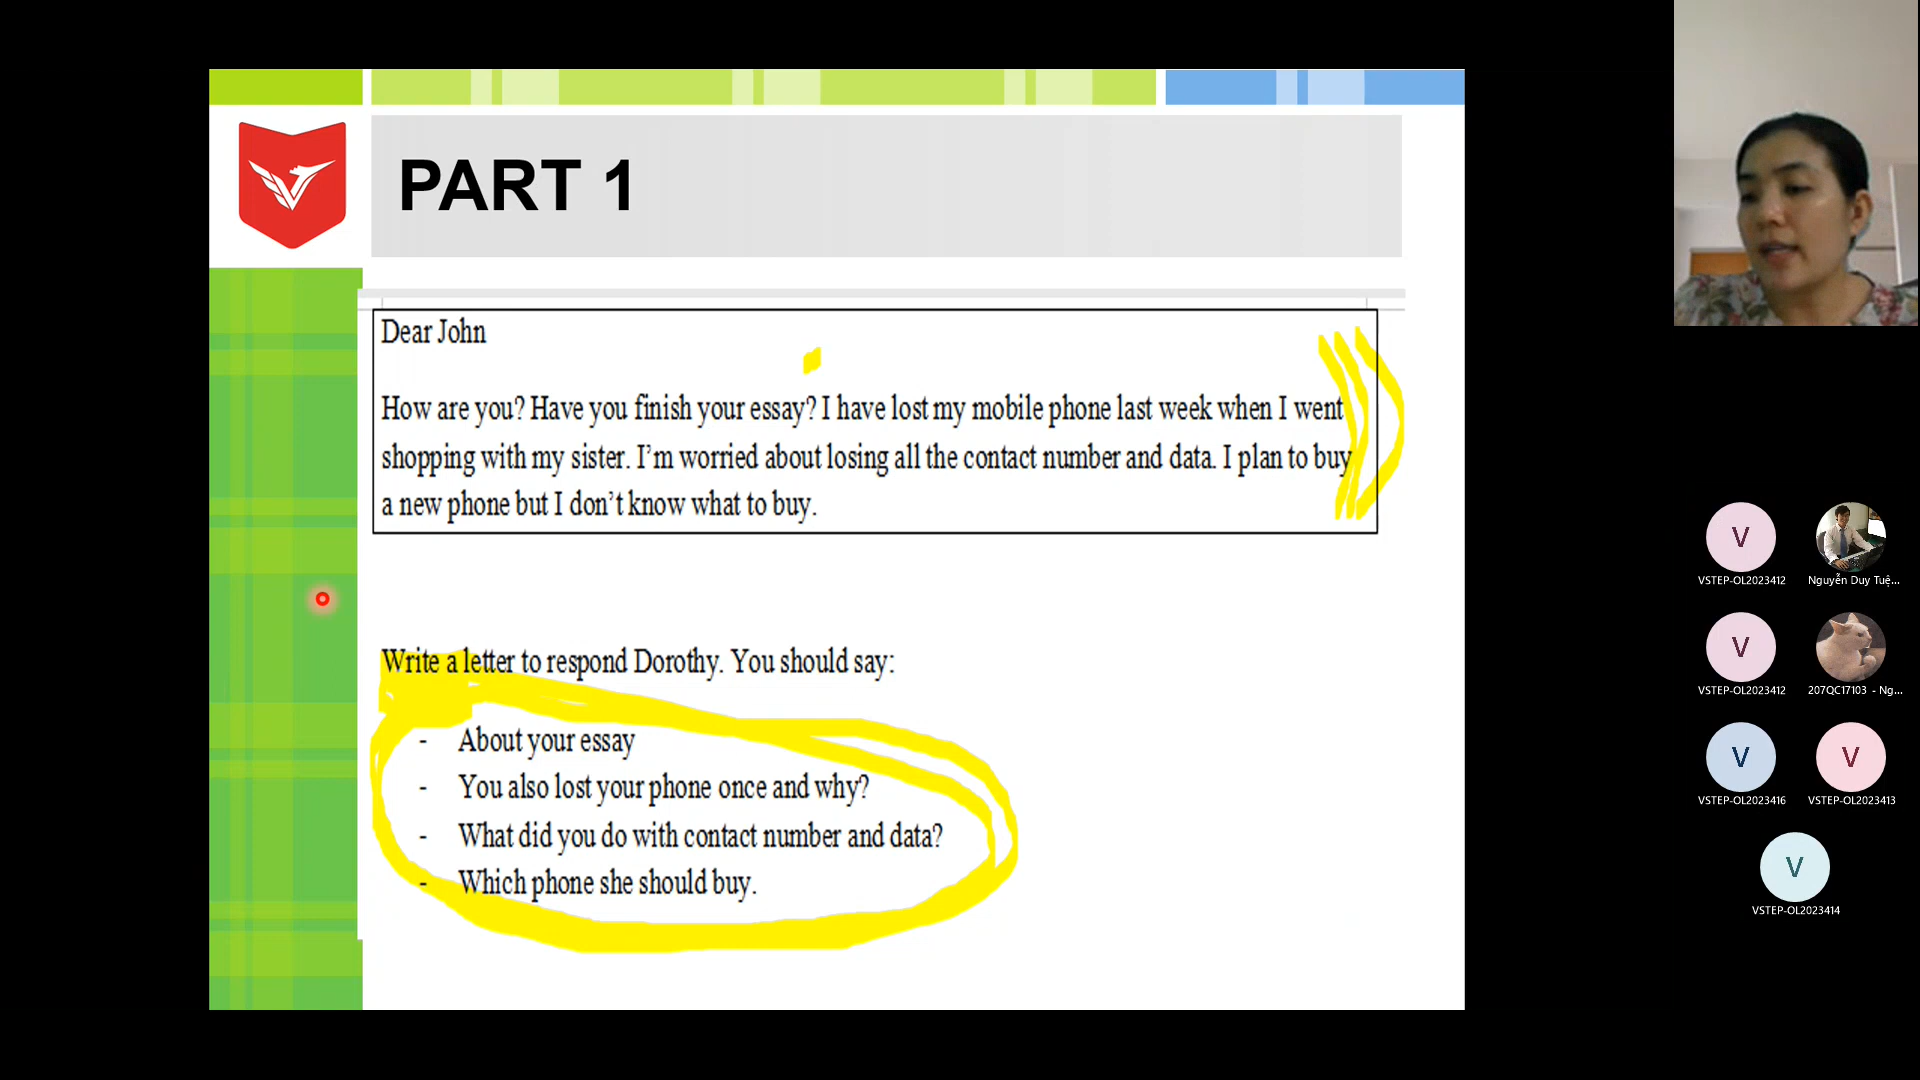 PART 1
Dear John
How are you? Have you finish your essay? I have lost my mobile phone last week when I went
shopping with my sister. I'm worried about losing all the contact number and data. I plan to buy
a new phone but I don't know what to buy.
Write a letter to respond Dorothy. You should say:
- About your essay
- You also lost your phone once and why?
- What did you do with contact number and data?
- Which phone she should buy.
V
VSTEP-OL2023412
Nguyễn Duy Tuệ...
V
VSTEP-OL2023412
207QC17103 - Ng...
V
VSTEP-OL2023416
V
VSTEP-OL2023413
V
VSTEP-OL2023414